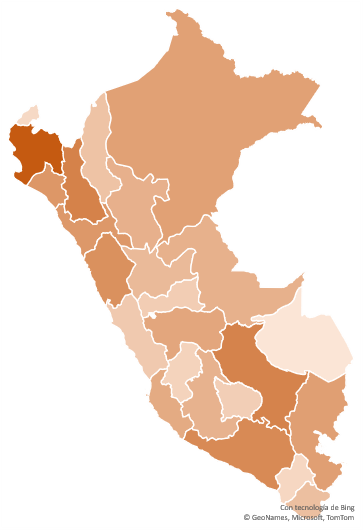 Con tecnología de Bing
© GeoNames, Microsoft, TomTom